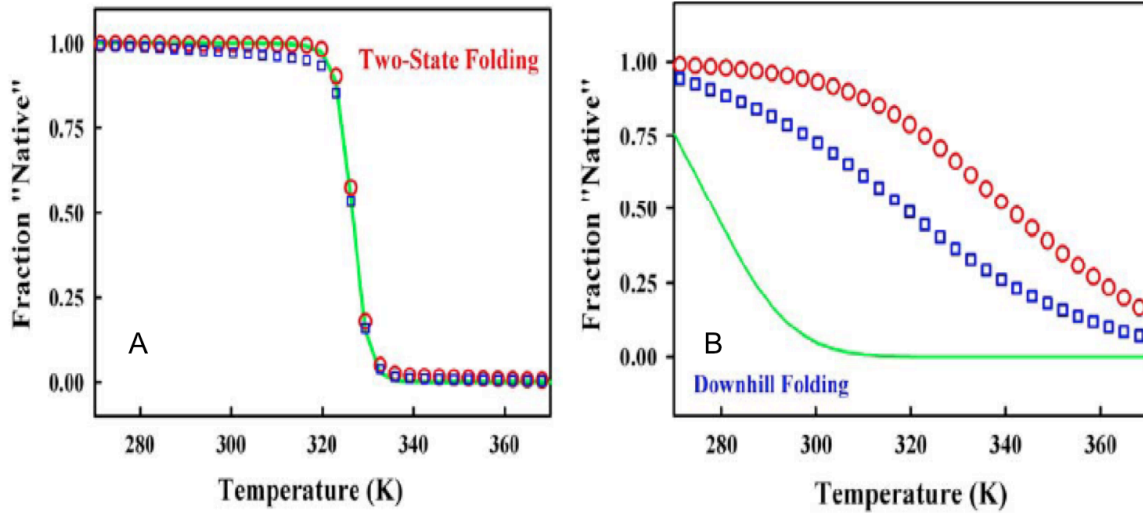 Fraction "Native"
1.00
0.75
0.50
0.25
0.00
Two-State Folding
A
280
300
320
340
360
Temperature (K)
Fraction "Native"
1.00
0.75
0.50
0.25
0.00
B
Downhill Folding
280
300
320
340
360
Temperature (K)